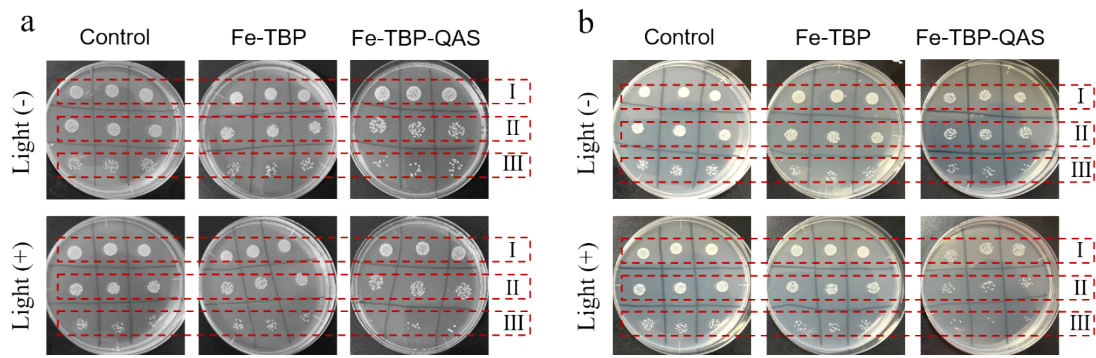 a
Control Fe-TBP Fe-TBP-QAS
Light (-)
I
II
III
Light (+)
I
II
III
b
Control Fe-TBP Fe-TBP-QAS
Light (-)
I
II
III
Light (+)
I
II
III